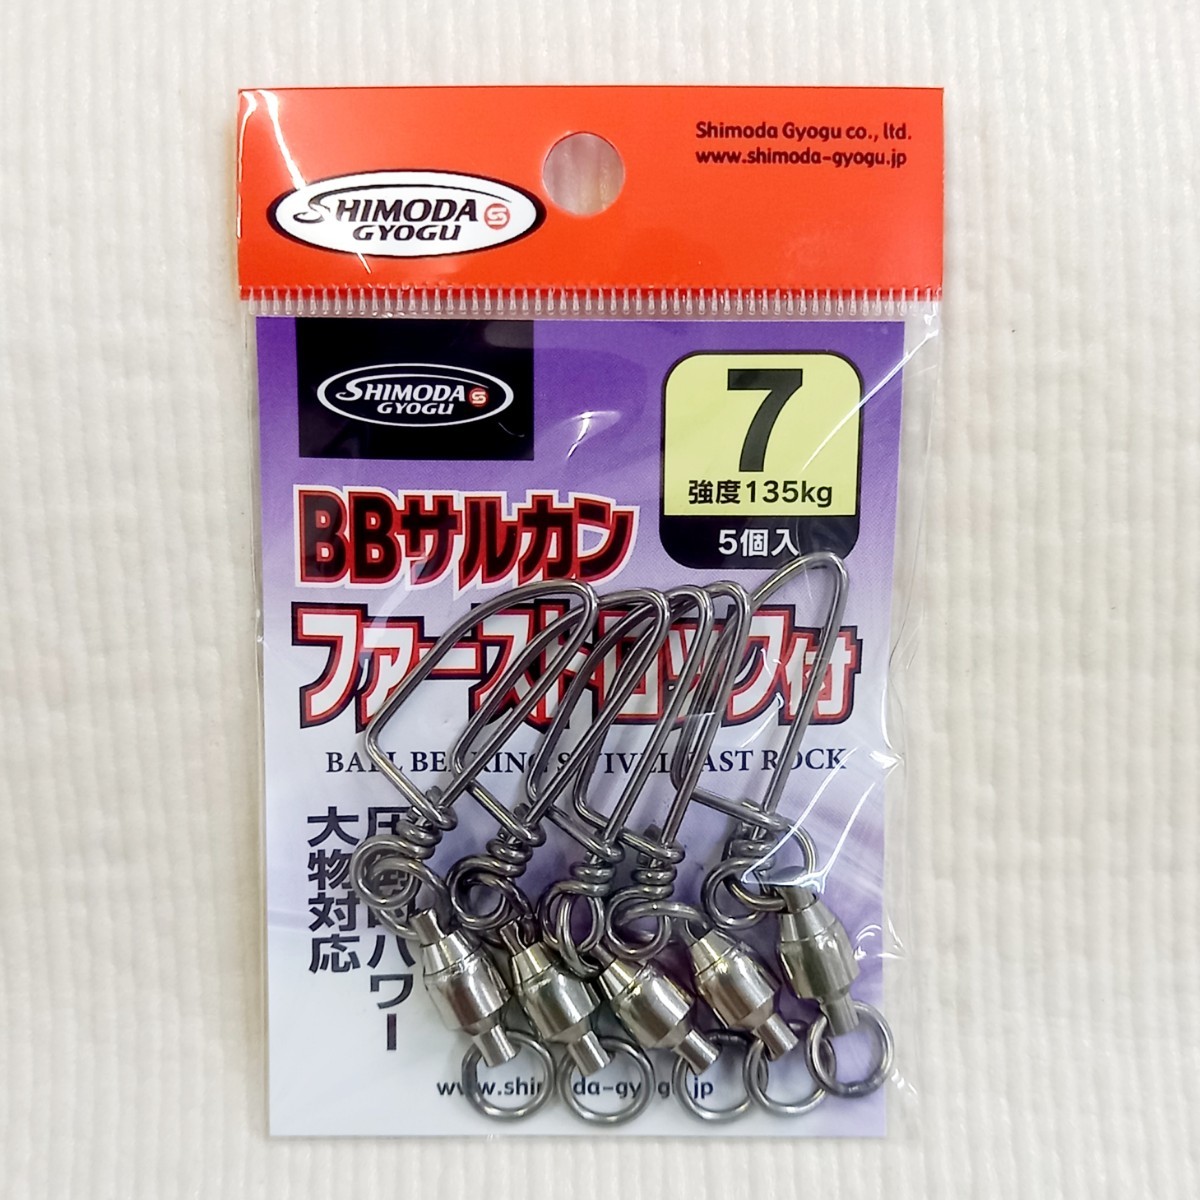 Shimoda Gyogu co., ltd.
www.shimoda-gyogu.jp
SHIMODA S
GYOGU
SHIMODA S
GYOGU
7
強度135kg
5個入
BBサルカン
ファーストロック付
BALL BEARING SWIVEL FAST ROCK
圧倒的パワー
大物対応
www.shimoda-gyogu.jp